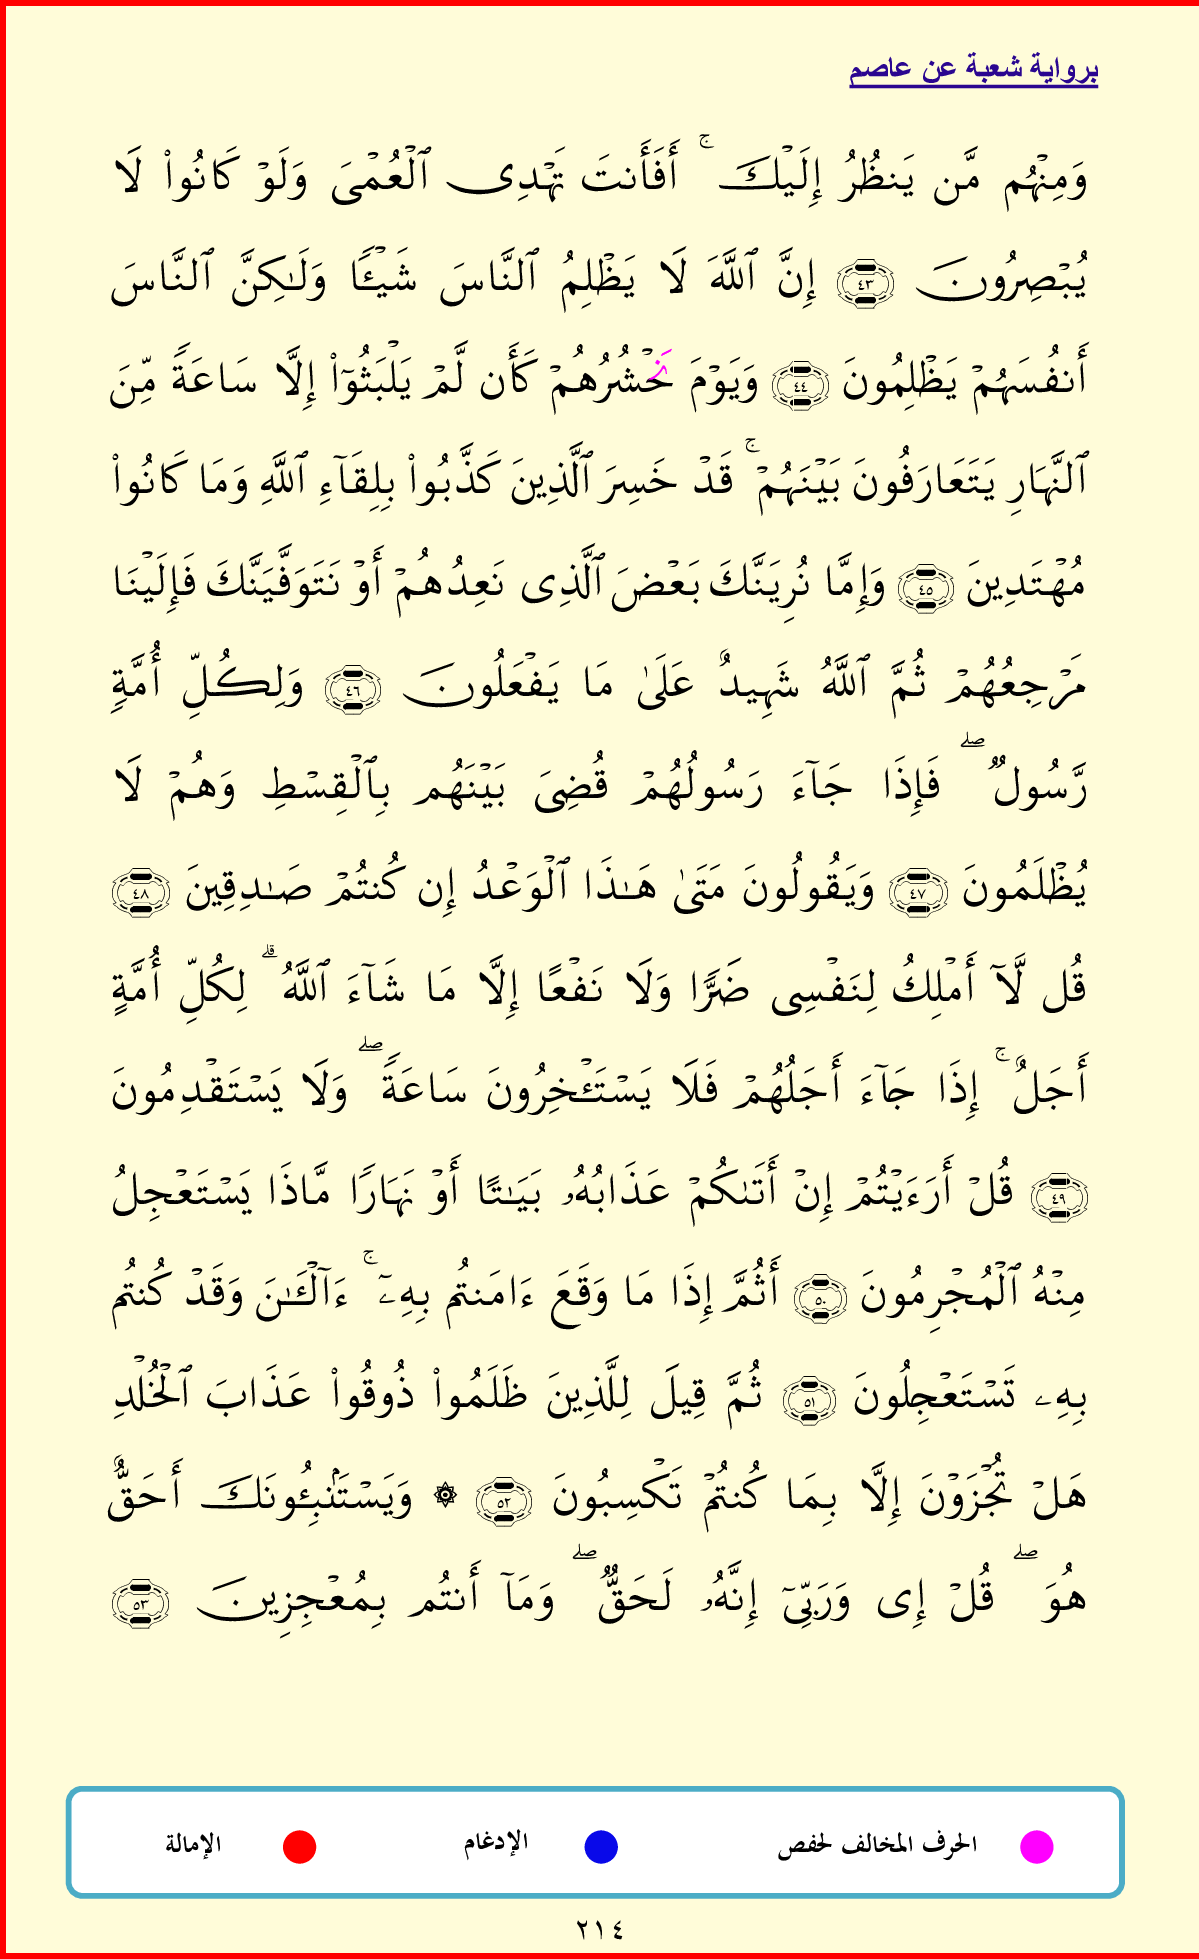 برواية شعبة عن عاصم
وَمِنْهُم مَّن يَنظُرُ إِلَيْكَ ۚ أَفَأَنتَ تَهْدِى ٱلْعُمْىَ وَلَوْ كَانُوا۟ لَا
يُبْصِرُونَ ٤٣ إِنَّ ٱللَّهَ لَا يَظْلِمُ ٱلنَّاسَ شَيْـًٔا وَلَـٰكِنَّ ٱلنَّاسَ
أَنفُسَهُمْ يَظْلِمُونَ ٤٤ وَيَوْمَ نَحْشُرُهُمْ كَأَن لَّمْ يَلْبَثُوٓا۟ إِلَّا سَاعَةً مِّنَ
ٱلنَّهَارِ يَتَعَارَفُونَ بَيْنَهُمْ ۚ قَدْ خَسِرَ ٱلَّذِينَ كَذَّبُوا۟ بِلِقَآءِ ٱللَّهِ وَمَا كَانُوا۟
مُهْتَدِينَ ٤٥ وَإِمَّا نُرِيَنَّكَ بَعْضَ ٱلَّذِى نَعِدُهُمْ أَوْ نَتَوَفَّيَنَّكَ فَإِلَيْنَا
مَرْجِعُهُمْ ثُمَّ ٱللَّهُ شَهِيدٌ عَلَىٰ مَا يَفْعَلُونَ ٤٦ وَلِكُلِّ أُمَّةٍ
رَّسُولٌ ۖ فَإِذَا جَآءَ رَسُولُهُمْ قُضِىَ بَيْنَهُم بِٱلْقِسْطِ وَهُمْ لَا
يُظْلَمُونَ ٤٧ وَيَقُولُونَ مَتَىٰ هَـٰذَا ٱلْوَعْدُ إِن كُنتُمْ صَـٰدِقِينَ ٤٨
قُل لَّآ أَمْلِكُ لِنَفْسِى ضَرًّا وَلَا نَفْعًا إِلَّا مَا شَآءَ ٱللَّهُ ۗ لِكُلِّ أُمَّةٍ
أَجَلٌ ۚ إِذَا جَآءَ أَجَلُهُمْ فَلَا يَسْتَـْٔخِرُونَ سَاعَةً ۖ وَلَا يَسْتَقْدِمُونَ
٤٩ قُلْ أَرَءَيْتُمْ إِنْ أَتَىٰكُمْ عَذَابُهُۥ بَيَـٰتًا أَوْ نَهَارًا مَّاذَا يَسْتَعْجِلُ
مِنْهُ ٱلْمُجْرِمُونَ ٥٠ أَثُمَّ إِذَا مَا وَقَعَ ءَامَنتُم بِهِۦٓ ۚ ءَآلْـَٔـٰنَ وَقَدْ كُنتُم
بِهِۦ تَسْتَعْجِلُونَ ٥١ ثُمَّ قِيلَ لِلَّذِينَ ظَلَمُوا۟ ذُوقُوا۟ عَذَابَ ٱلْخُلْدِ
هَلْ تُجْزَوْنَ إِلَّا بِمَا كُنتُمْ تَكْسِبُونَ ٥٢ ۞ وَيَسْتَنۢبِـُٔونَكَ أَحَقٌّ
هُوَ ۖ قُلْ إِى وَرَبِّىٓ إِنَّهُۥ لَحَقٌّ ۖ وَمَآ أَنتُم بِمُعْجِزِينَ ٥٣
الحرف المخالف لحفص الإدغام الإمالة
٢١٤